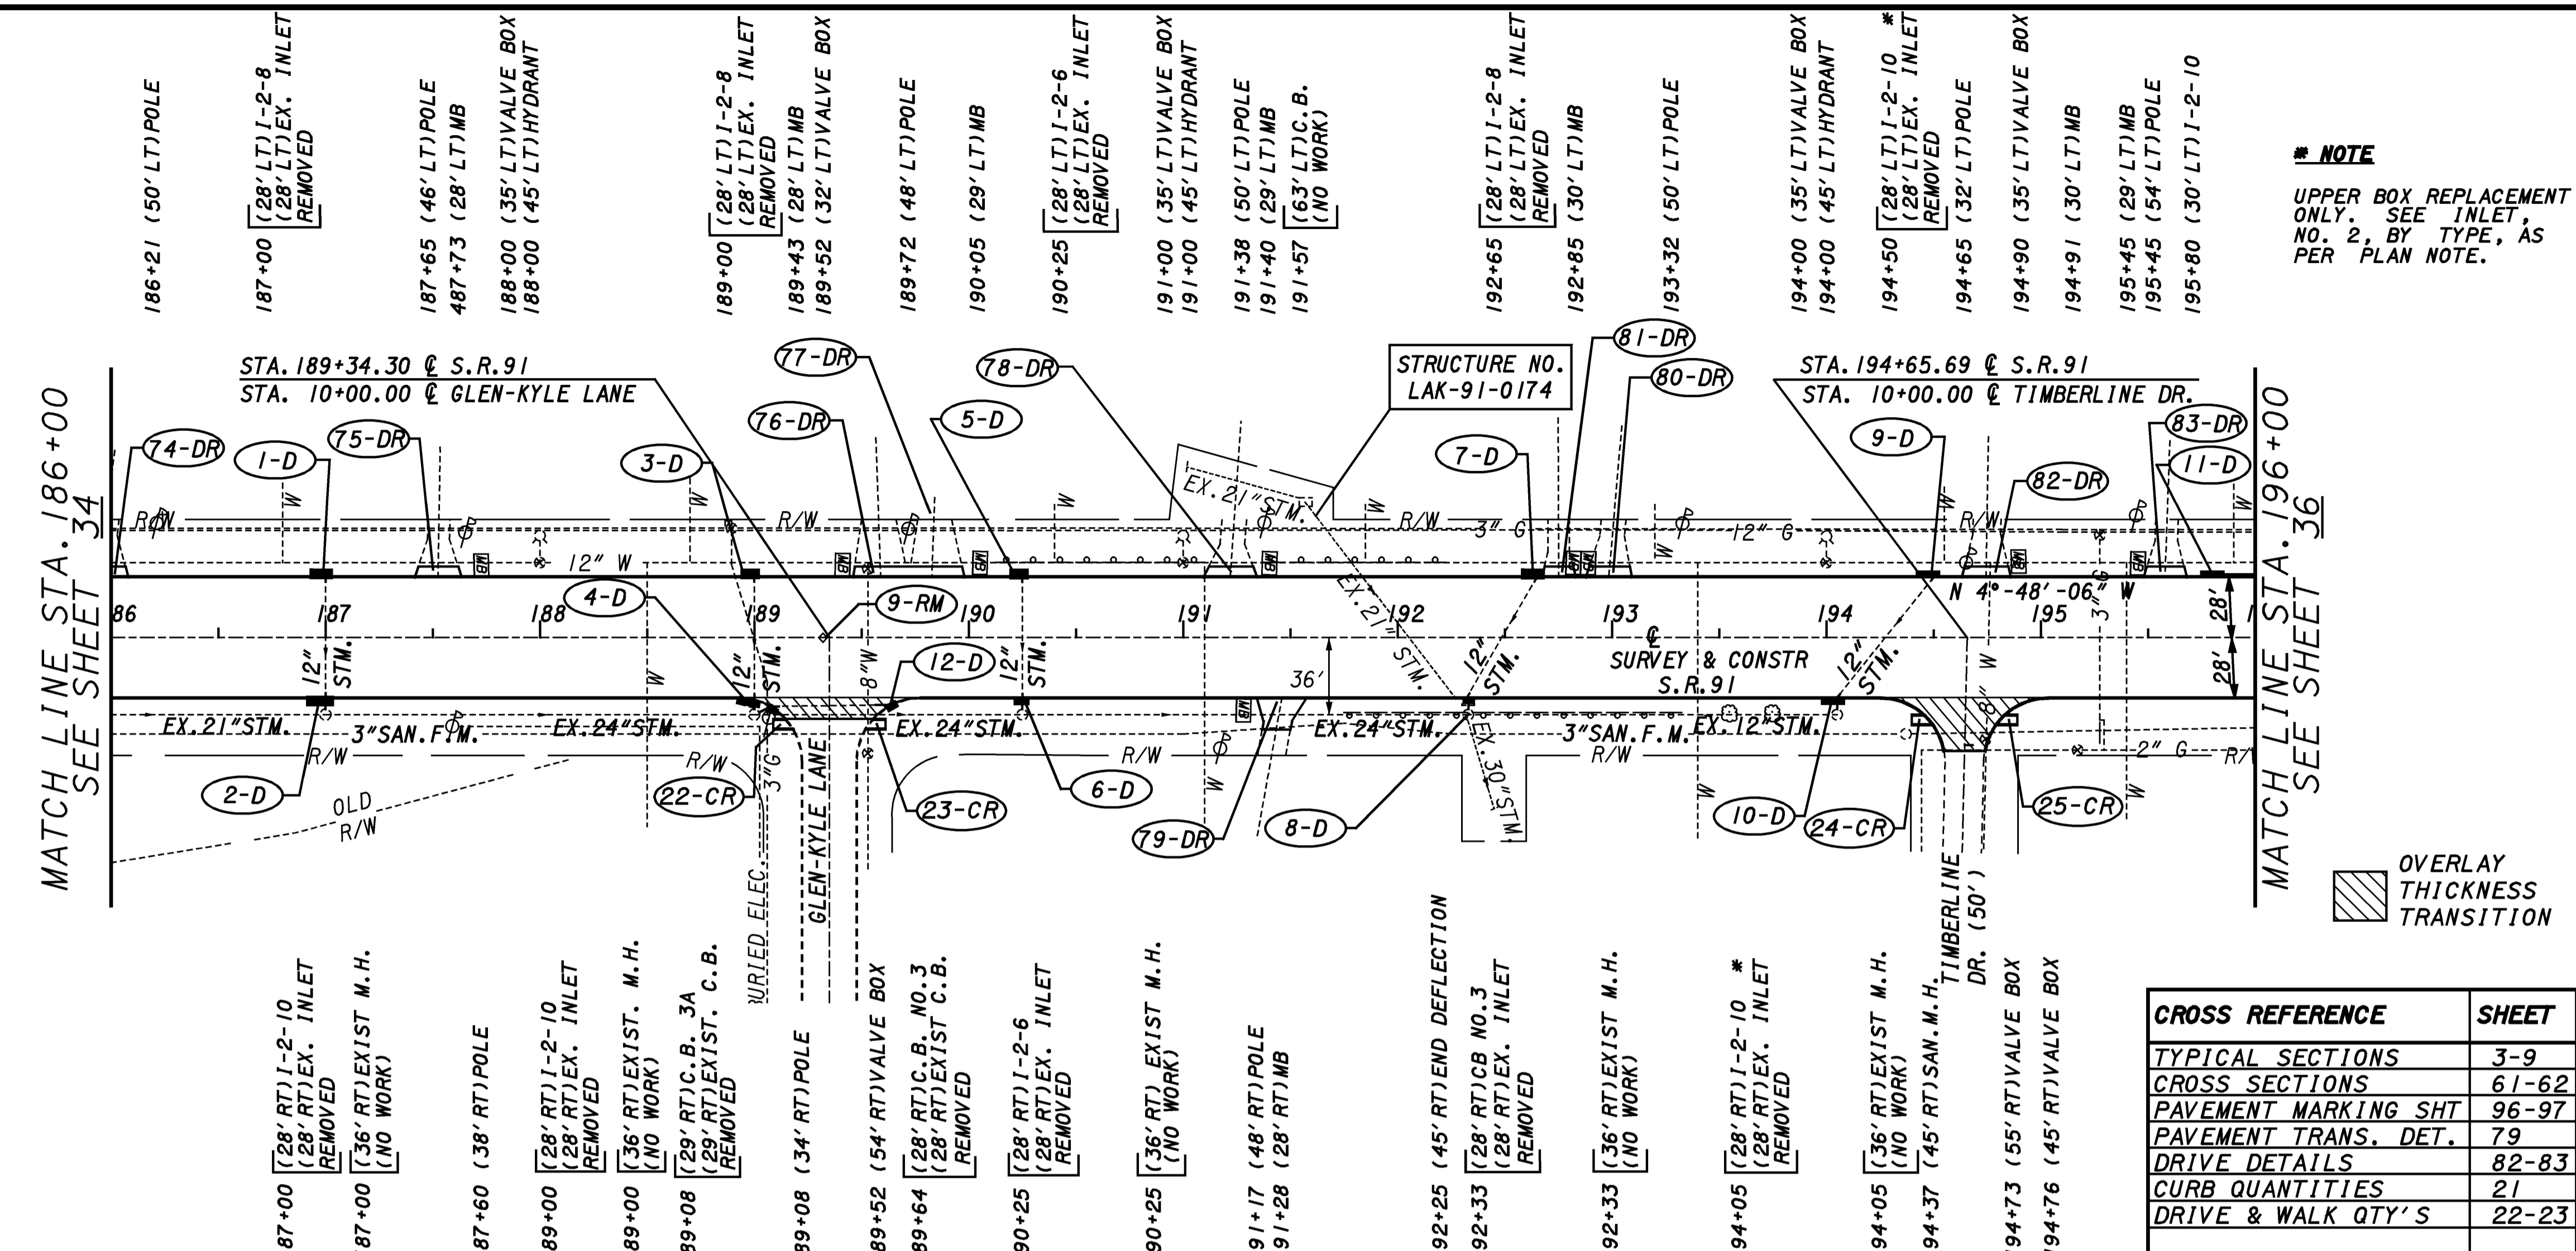 186+21 (50' LT)POLE
187+00 (28' LT)I-2-8
(28' LT)EX. INLET
REMOVED
187+65 (46' LT)POLE
487+73 (28' LT)MB
188+00 (35' LT)VALVE BOX
188+00 (45' LT)HYDRANT
189+00 (28' LT)I-2-8
(28' LT)EX. INLET
REMOVED
189+43 (28' LT)MB
189+52 (32' LT)VALVE BOX
189+72 (48' LT)POLE
190+05 (29' LT)MB
190+25 (28' LT)I-2-6
(28' LT)EX. INLET
REMOVED
191+00 (35' LT)VALVE BOX
191+00 (45' LT)HYDRANT
191+38 (50' LT)POLE
191+40 (29' LT)MB
191+57 (63' LT)C.B.
(NO WORK)
192+65 (28' LT)I-2-8
(28' LT)EX. INLET
REMOVED
192+85 (30' LT)MB
193+32 (50' LT)POLE
194+00 (35' LT)VALVE BOX
194+00 (45' LT)HYDRANT
194+50 (28' LT)I-2-10 *
(28' LT)EX. INLET
REMOVED
194+65 (32' LT)POLE
194+90 (35' LT)VALVE BOX
194+91 (30' LT)MB
195+45 (29' LT)MB
195+45 (54' LT)POLE
195+80 (30' LT)I-2-10
* NOTE
UPPER BOX REPLACEMENT
ONLY. SEE INLET,
NO. 2, BY TYPE, AS
PER PLAN NOTE.
MATCH LINE STA. 186+00
SEE SHEET 34
STA. 189+34.30 ℄ S.R.91
STA. 10+00.00 ℄ GLEN-KYLE LANE
77-DR
78-DR
STRUCTURE NO.
LAK-91-0174
81-DR
80-DR
STA. 194+65.69 ℄ S.R.91
STA. 10+00.00 ℄ TIMBERLINE DR.
74-DR
1-D
75-DR
3-D
76-DR
5-D
7-D
9-D
82-DR
83-DR
11-D
MATCH LINE STA. 196+00
SEE SHEET 36
R/W
W
W
R/W
W
EX. 21" STM.
W
R/W
3" G
W
12" G
W
R/W
W
12" W
MB
MB
MB
MB
MB
MB
MB
MB
4-D
9-RM
EX. 21" STM.
N 4°-48'-06" W
3" G
28'
86
187
188
189
190
191
192
193
194
195
1
℄
SURVEY & CONSTR
S.R.91
12" STM.
W
12" STM.
8" W
12-D
12" STM.
36'
12" STM.
12" STM.
W
8"
28'
EX. 21" STM.
3" SAN. F.M.
EX. 24" STM.
EX. 24" STM.
MB
EX. 24" STM.
3" SAN. F.M.
EX. 12" STM.
R/W
R/W
R/W
R/W
2" G
R/
2-D
OLD
R/W
22-CR
3" G
23-CR
6-D
W
79-DR
8-D
EX. 30" STM.
W
10-D
24-CR
25-CR
W
BURIED ELEC.
GLEN-KYLE LANE
TIMBERLINE
DR. (50')
OVERLAY
THICKNESS
TRANSITION
87+00 (28' RT)I-2-10
(28' RT)EX. INLET
REMOVED
87+00 (36' RT)EXIST M.H.
(NO WORK)
87+60 (38' RT)POLE
89+00 (28' RT)I-2-10
(28' RT)EX. INLET
REMOVED
89+00 (36' RT)EXIST. M.H.
(NO WORK)
89+08 (29' RT)C.B. 3A
(29' RT)EXIST. C.B.
REMOVED
89+08 (34' RT)POLE
89+52 (54' RT)VALVE BOX
89+64 (28' RT)C.B. NO.3
(28' RT)EXIST C.B.
REMOVED
90+25 (28' RT)I-2-6
(28' RT)EX. INLET
REMOVED
90+25 (36' RT) EXIST M.H.
(NO WORK)
91+17 (48' RT)POLE
91+28 (28' RT)MB
92+25 (45' RT)END DEFLECTION
92+33 (28' RT)CB NO.3
(28' RT)EX. INLET
REMOVED
92+33 (36' RT)EXIST M.H.
(NO WORK)
94+05 (28' RT)I-2-10 *
(28' RT)EX. INLET
REMOVED
94+05 (36' RT)EXIST M.H.
(NO WORK)
94+37 (45' RT)SAN.M.H.
94+73 (55' RT)VALVE BOX
94+76 (45' RT)VALVE BOX
CROSS REFERENCE SHEET
TYPICAL SECTIONS 3-9
CROSS SECTIONS 61-62
PAVEMENT MARKING SHT 96-97
PAVEMENT TRANS. DET. 79
DRIVE DETAILS 82-83
CURB QUANTITIES 21
DRIVE & WALK QTY'S 22-23